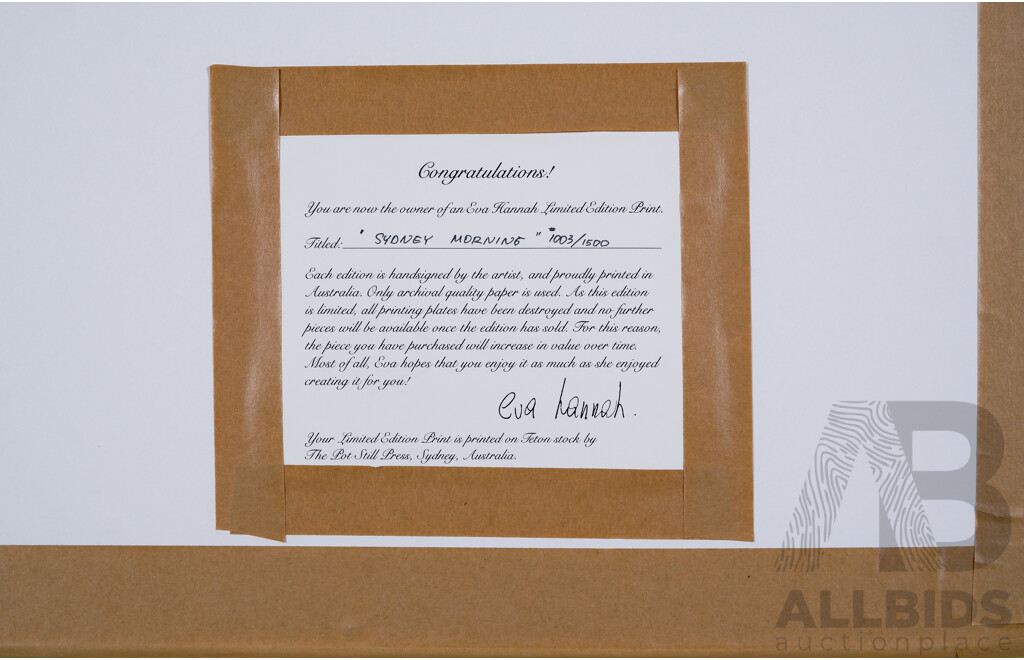 Congratulations!
You are now the owner of an Eva Hannah Limited Edition Print.
Titled: " SYDNEY MORNING " #1003/1500
Each edition is handsigned by the artist, and proudly printed in
Australia. Only archival quality paper is used. As this edition
is limited, all printing plates have been destroyed and no further
pieces will be available once the edition has sold. For this reason,
the piece you have purchased will increase in value over time.
Most of all, Eva hopes that you enjoy it as much as she enjoyed
creating it for you!
eva hannah.
Your Limited Edition Print is printed on Teton stock by
The Pot Still Press, Sydney, Australia.
AB
ALLBIDS
auctionplace